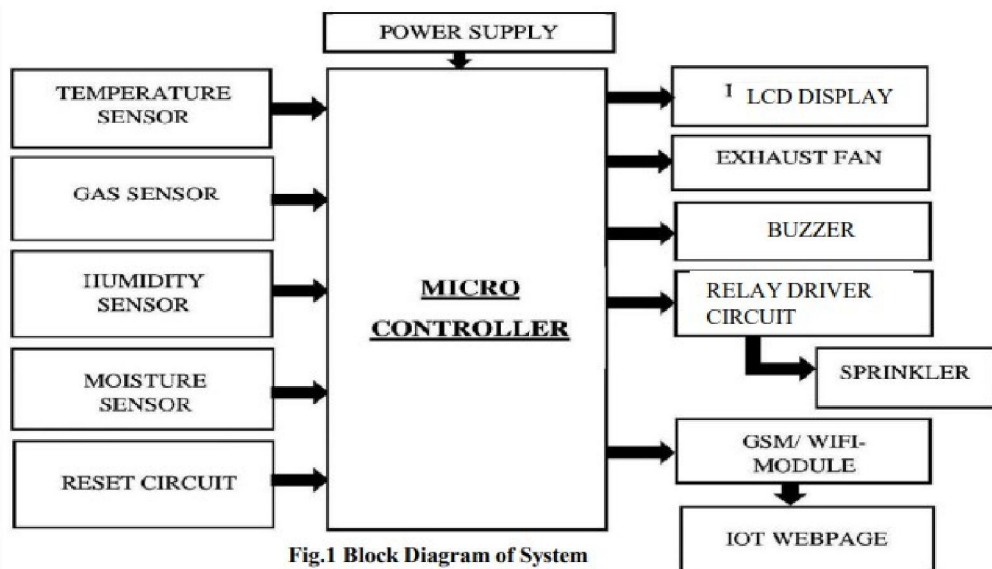 POWER SUPPLY
TEMPERATURE
SENSOR
GAS SENSOR
HUMIDITY
SENSOR
MOISTURE
SENSOR
RESET CIRCUIT
MICRO
CONTROLLER
I LCD DISPLAY
EXHAUST FAN
BUZZER
RELAY DRIVER
CIRCUIT
SPRINKLER
GSM/ WIFI-
MODULE
IOT WEBPAGE
Fig.1 Block Diagram of System